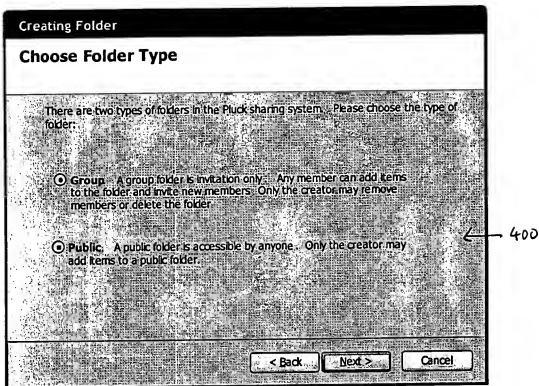 Creating Folder
Choose Folder Type
There are two types of folders in the Pluck sharing system. Please choose the type of
folder:
Group. A group folder is invitation only. Any member can add items
to the folder and invite new members. Only the creator may remove
members or delete the folder.
400
Public. A public folder is accessible by anyone. Only the creator may
add items to a public folder.
< Back
Next >
Cancel